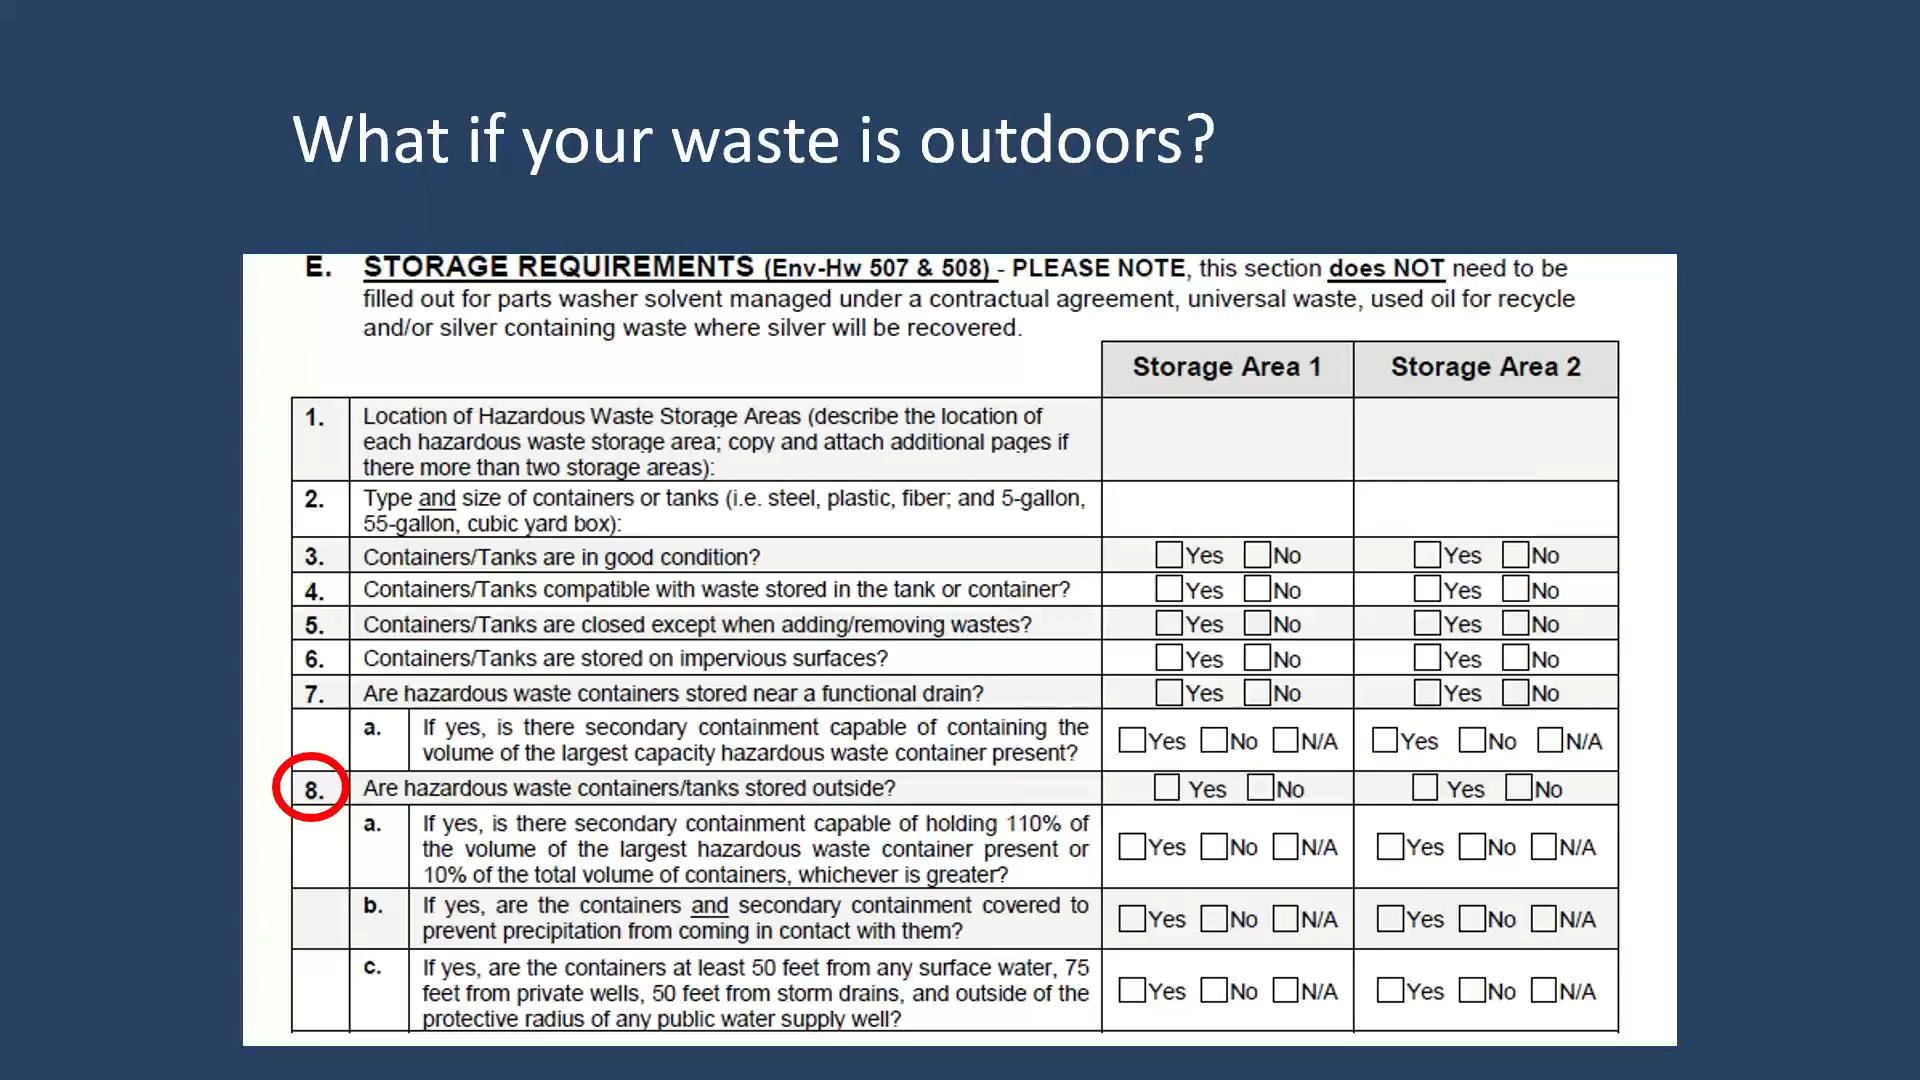 What if your waste is outdoors?
E. STORAGE REQUIREMENTS (Env-Hw 507 & 508) - PLEASE NOTE, this section does NOT need to be
filled out for parts washer solvent managed under a contractual agreement, universal waste, used oil for recycle
and/or silver containing waste where silver will be recovered.
Storage Area 1 Storage Area 2
1. Location of Hazardous Waste Storage Areas (describe the location of
each hazardous waste storage area; copy and attach additional pages if
there more than two storage areas):
2. Type and size of containers or tanks (i.e. steel, plastic, fiber; and 5-gallon,
55-gallon, cubic yard box):
3. Containers/Tanks are in good condition? Yes No Yes No
4. Containers/Tanks compatible with waste stored in the tank or container? Yes No Yes No
5. Containers/Tanks are closed except when adding/removing wastes? Yes No Yes No
6. Containers/Tanks are stored on impervious surfaces? Yes No Yes No
7. Are hazardous waste containers stored near a functional drain? Yes No Yes No
a. If yes, is there secondary containment capable of containing the
volume of the largest capacity hazardous waste container present? Yes No N/A Yes No N/A
8. Are hazardous waste containers/tanks stored outside? Yes No Yes No
a. If yes, is there secondary containment capable of holding 110% of
the volume of the largest hazardous waste container present or Yes No N/A Yes No N/A
10% of the total volume of containers, whichever is greater?
b. If yes, are the containers and secondary containment covered to
prevent precipitation from coming in contact with them? Yes No N/A Yes No N/A
c. If yes, are the containers at least 50 feet from any surface water, 75
feet from private wells, 50 feet from storm drains, and outside of the Yes No N/A Yes No N/A
protective radius of any public water supply well?